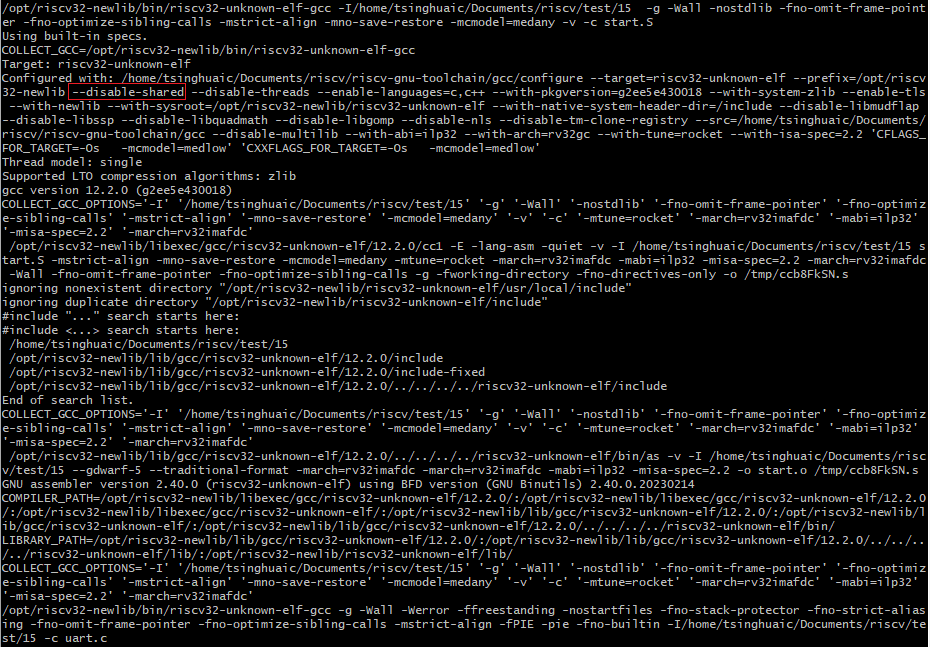 /opt/riscv32-newlib/bin/riscv32-unknown-elf-gcc -I/home/tsinghuaic/Documents/riscv/test/15  -g -Wall -nostdlib -fno-omit-frame-point
er -fno-optimize-sibling-calls -mstrict-align -mno-save-restore -mcmodel=medany -v -c start.S
Using built-in specs.
COLLECT_GCC=/opt/riscv32-newlib/bin/riscv32-unknown-elf-gcc
Target: riscv32-unknown-elf
Configured with: /home/tsinghuaic/Documents/riscv/riscv-gnu-toolchain/gcc/configure --target=riscv32-unknown-elf --prefix=/opt/riscv
32-newlib --disable-shared --disable-threads --enable-languages=c,c++ --with-pkgversion=g2ee5e430018 --with-system-zlib --enable-tls
 --with-newlib --with-sysroot=/opt/riscv32-newlib/riscv32-unknown-elf --with-native-system-header-dir=/include --disable-libmudflap
--disable-libssp --disable-libquadmath --disable-libgomp --disable-nls --disable-tm-clone-registry --src=/home/tsinghuaic/Documents/
riscv/riscv-gnu-toolchain/gcc --disable-multilib --with-abi=ilp32 --with-arch=rv32gc --with-tune=rocket --with-isa-spec=2.2 'CFLAGS_
FOR_TARGET=-Os   -mcmodel=medlow' 'CXXFLAGS_FOR_TARGET=-Os   -mcmodel=medlow'
Thread model: single
Supported LTO compression algorithms: zlib
gcc version 12.2.0 (g2ee5e430018)
COLLECT_GCC_OPTIONS='-I' '/home/tsinghuaic/Documents/riscv/test/15' '-g' '-Wall' '-nostdlib' '-fno-omit-frame-pointer' '-fno-optimiz
e-sibling-calls' '-mstrict-align' '-mno-save-restore' '-mcmodel=medany' '-v' '-c' '-mtune=rocket' '-march=rv32imafdc' '-mabi=ilp32'
'-misa-spec=2.2' '-march=rv32imafdc'
 /opt/riscv32-newlib/libexec/gcc/riscv32-unknown-elf/12.2.0/cc1 -E -lang-asm -quiet -v -I /home/tsinghuaic/Documents/riscv/test/15 s
tart.S -mstrict-align -mno-save-restore -mcmodel=medany -mtune=rocket -march=rv32imafdc -mabi=ilp32 -misa-spec=2.2 -march=rv32imafdc
 -Wall -fno-omit-frame-pointer -fno-optimize-sibling-calls -g -fworking-directory -fno-directives-only -o /tmp/ccb8FkSN.s
ignoring nonexistent directory "/opt/riscv32-newlib/riscv32-unknown-elf/usr/local/include"
ignoring duplicate directory "/opt/riscv32-newlib/riscv32-unknown-elf/include"
#include "..." search starts here:
#include <...> search starts here:
 /home/tsinghuaic/Documents/riscv/test/15
 /opt/riscv32-newlib/lib/gcc/riscv32-unknown-elf/12.2.0/include
 /opt/riscv32-newlib/lib/gcc/riscv32-unknown-elf/12.2.0/include-fixed
 /opt/riscv32-newlib/lib/gcc/riscv32-unknown-elf/12.2.0/../../../../riscv32-unknown-elf/include
End of search list.
COLLECT_GCC_OPTIONS='-I' '/home/tsinghuaic/Documents/riscv/test/15' '-g' '-Wall' '-nostdlib' '-fno-omit-frame-pointer' '-fno-optimiz
e-sibling-calls' '-mstrict-align' '-mno-save-restore' '-mcmodel=medany' '-v' '-c' '-mtune=rocket' '-march=rv32imafdc' '-mabi=ilp32'
'-misa-spec=2.2' '-march=rv32imafdc'
 /opt/riscv32-newlib/lib/gcc/riscv32-unknown-elf/12.2.0/../../../../riscv32-unknown-elf/bin/as -v -I /home/tsinghuaic/Documents/risc
v/test/15 --gdwarf-5 --traditional-format -march=rv32imafdc -march=rv32imafdc -mabi=ilp32 -misa-spec=2.2 -o start.o /tmp/ccb8FkSN.s
GNU assembler version 2.40.0 (riscv32-unknown-elf) using BFD version (GNU Binutils) 2.40.0.20230214
COMPILER_PATH=/opt/riscv32-newlib/libexec/gcc/riscv32-unknown-elf/12.2.0/:/opt/riscv32-newlib/libexec/gcc/riscv32-unknown-elf/12.2.0
/:/opt/riscv32-newlib/libexec/gcc/riscv32-unknown-elf/:/opt/riscv32-newlib/lib/gcc/riscv32-unknown-elf/12.2.0/:/opt/riscv32-newlib/l
ib/gcc/riscv32-unknown-elf/:/opt/riscv32-newlib/lib/gcc/riscv32-unknown-elf/12.2.0/../../../../riscv32-unknown-elf/bin/
LIBRARY_PATH=/opt/riscv32-newlib/lib/gcc/riscv32-unknown-elf/12.2.0/:/opt/riscv32-newlib/lib/gcc/riscv32-unknown-elf/12.2.0/../../..
/../riscv32-unknown-elf/lib/:/opt/riscv32-newlib/riscv32-unknown-elf/lib/
COLLECT_GCC_OPTIONS='-I' '/home/tsinghuaic/Documents/riscv/test/15' '-g' '-Wall' '-nostdlib' '-fno-omit-frame-pointer' '-fno-optimiz
e-sibling-calls' '-mstrict-align' '-mno-save-restore' '-mcmodel=medany' '-v' '-c' '-mtune=rocket' '-march=rv32imafdc' '-mabi=ilp32'
'-misa-spec=2.2' '-march=rv32imafdc'
/opt/riscv32-newlib/bin/riscv32-unknown-elf-gcc -g -Wall -Werror -ffreestanding -nostartfiles -fno-stack-protector -fno-strict-alias
ing -fno-omit-frame-pointer -fno-optimize-sibling-calls -mstrict-align -fPIE -pie -fno-builtin -I/home/tsinghuaic/Documents/riscv/te
st/15 -c uart.c